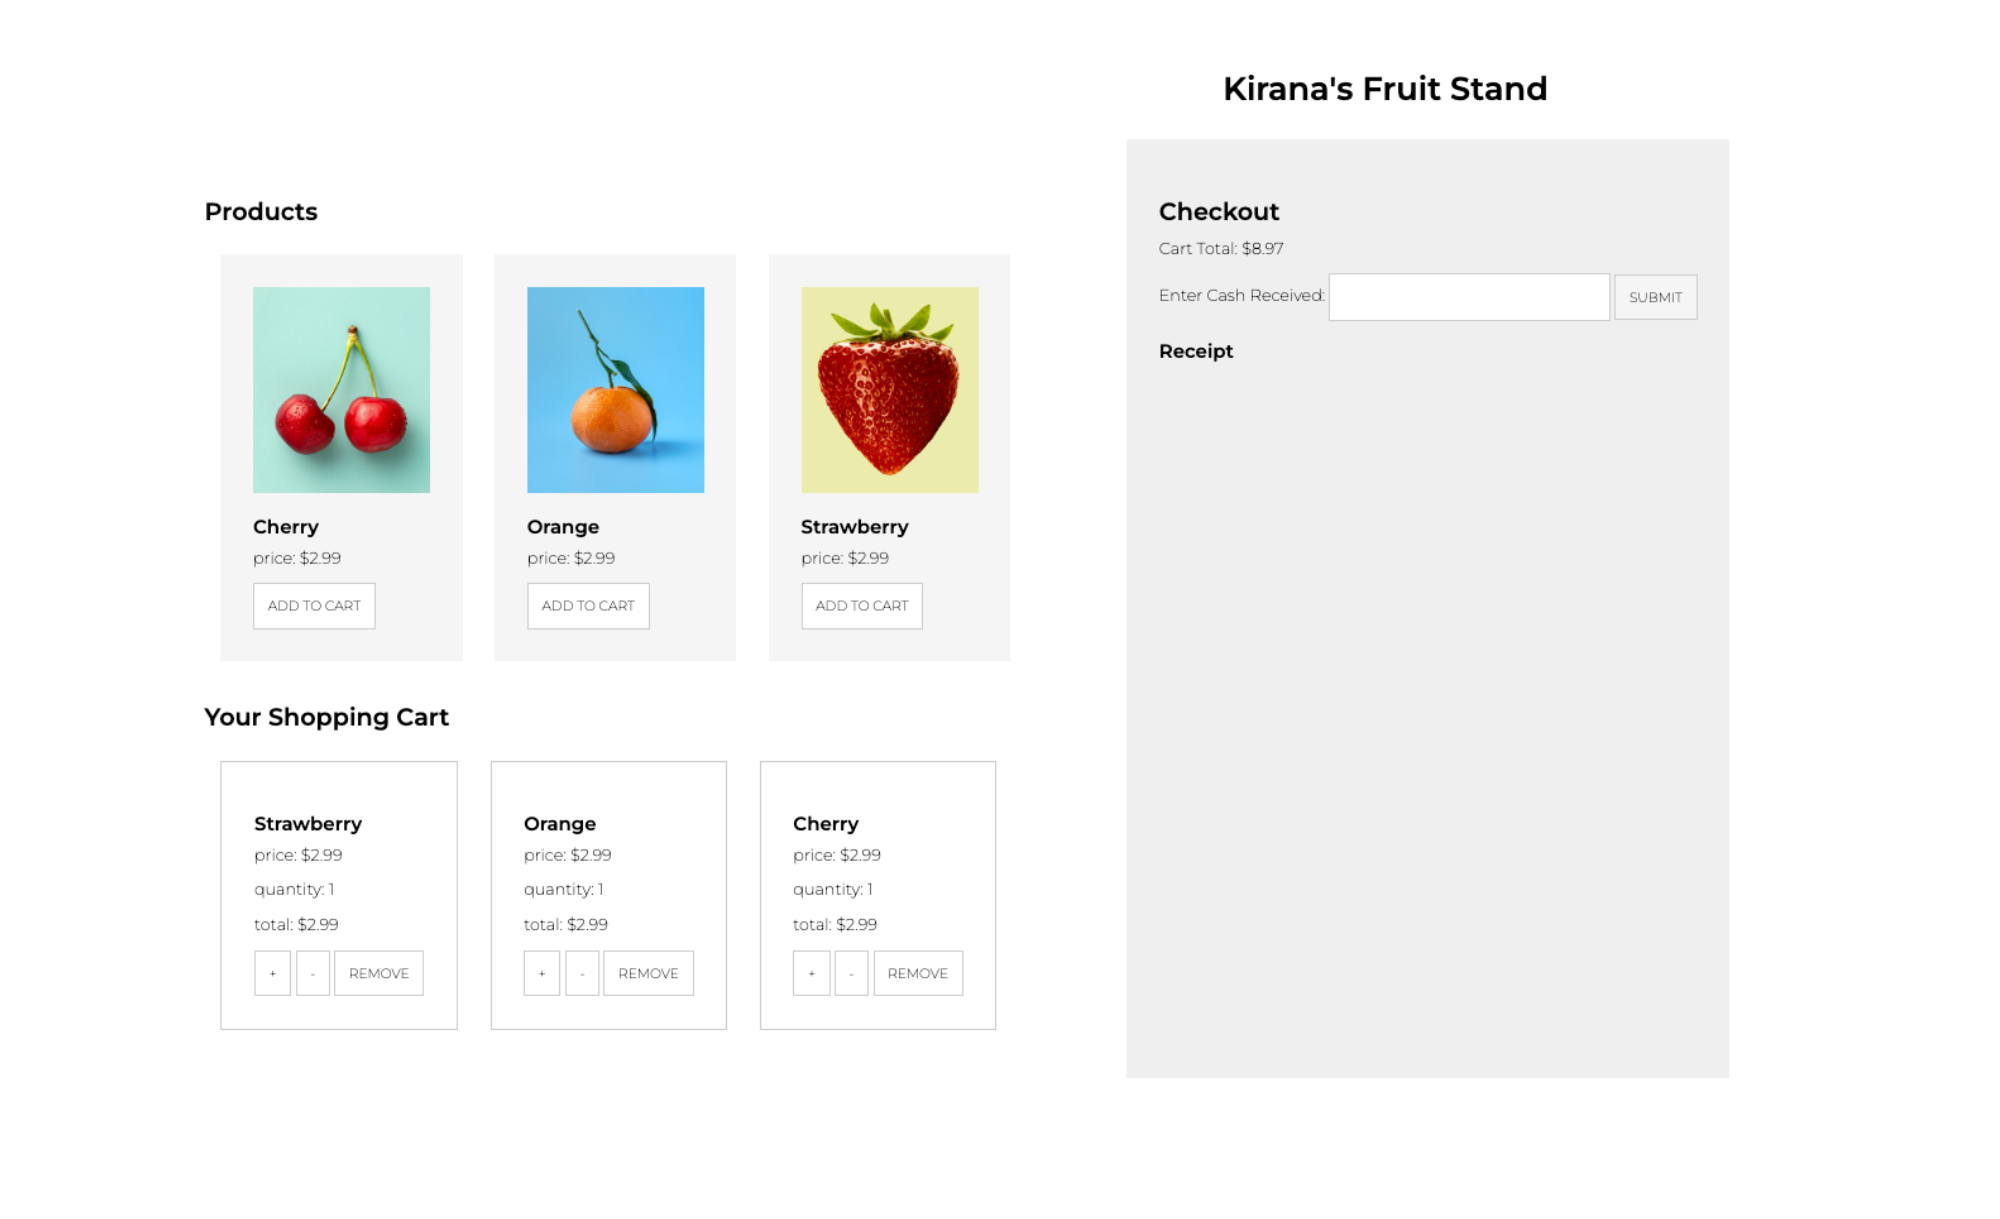 Kirana's Fruit Stand
Products
Cherry
price: $2.99
ADD TO CART
Orange
price: $2.99
ADD TO CART
Strawberry
price: $2.99
ADD TO CART
Your Shopping Cart
Strawberry
price: $2.99
quantity: 1
total: $2.99
+ - REMOVE
Orange
price: $2.99
quantity: 1
total: $2.99
+ - REMOVE
Cherry
price: $2.99
quantity: 1
total: $2.99
+ - REMOVE
Checkout
Cart Total: $8.97
Enter Cash Received: SUBMIT
Receipt